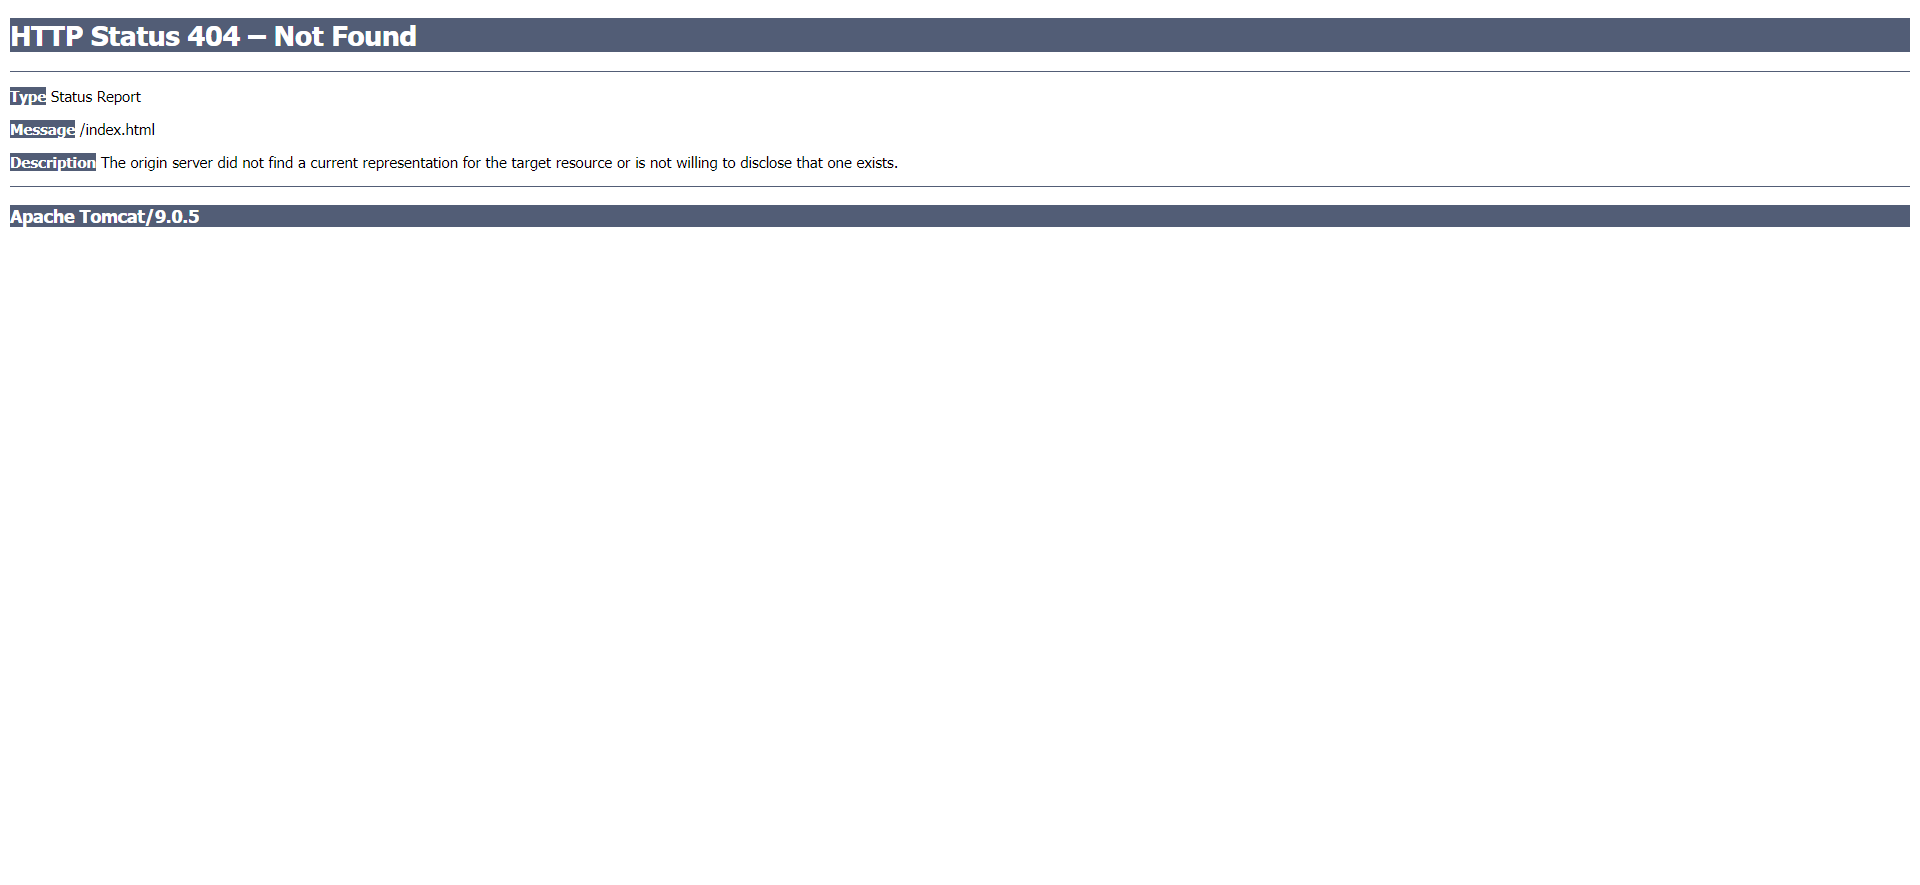 HTTP Status 404 – Not Found
Type Status Report
Message /index.html
Description The origin server did not find a current representation for the target resource or is not willing to disclose that one exists.
Apache Tomcat/9.0.5